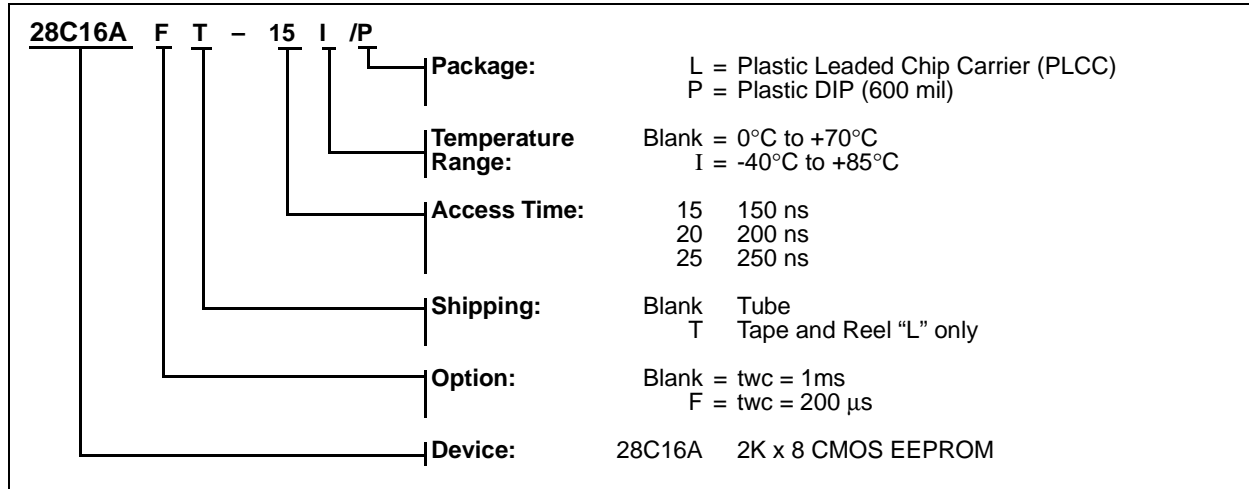 28C16A F T – 15 I /P
Package: L = Plastic Leaded Chip Carrier (PLCC)
P = Plastic DIP (600 mil)
Temperature Blank = 0°C to +70°C
Range: I = -40°C to +85°C
Access Time: 15 150 ns
20 200 ns
25 250 ns
Shipping: Blank Tube
T Tape and Reel “L” only
Option: Blank = twc = 1ms
F = twc = 200 μs
Device: 28C16A 2K x 8 CMOS EEPROM